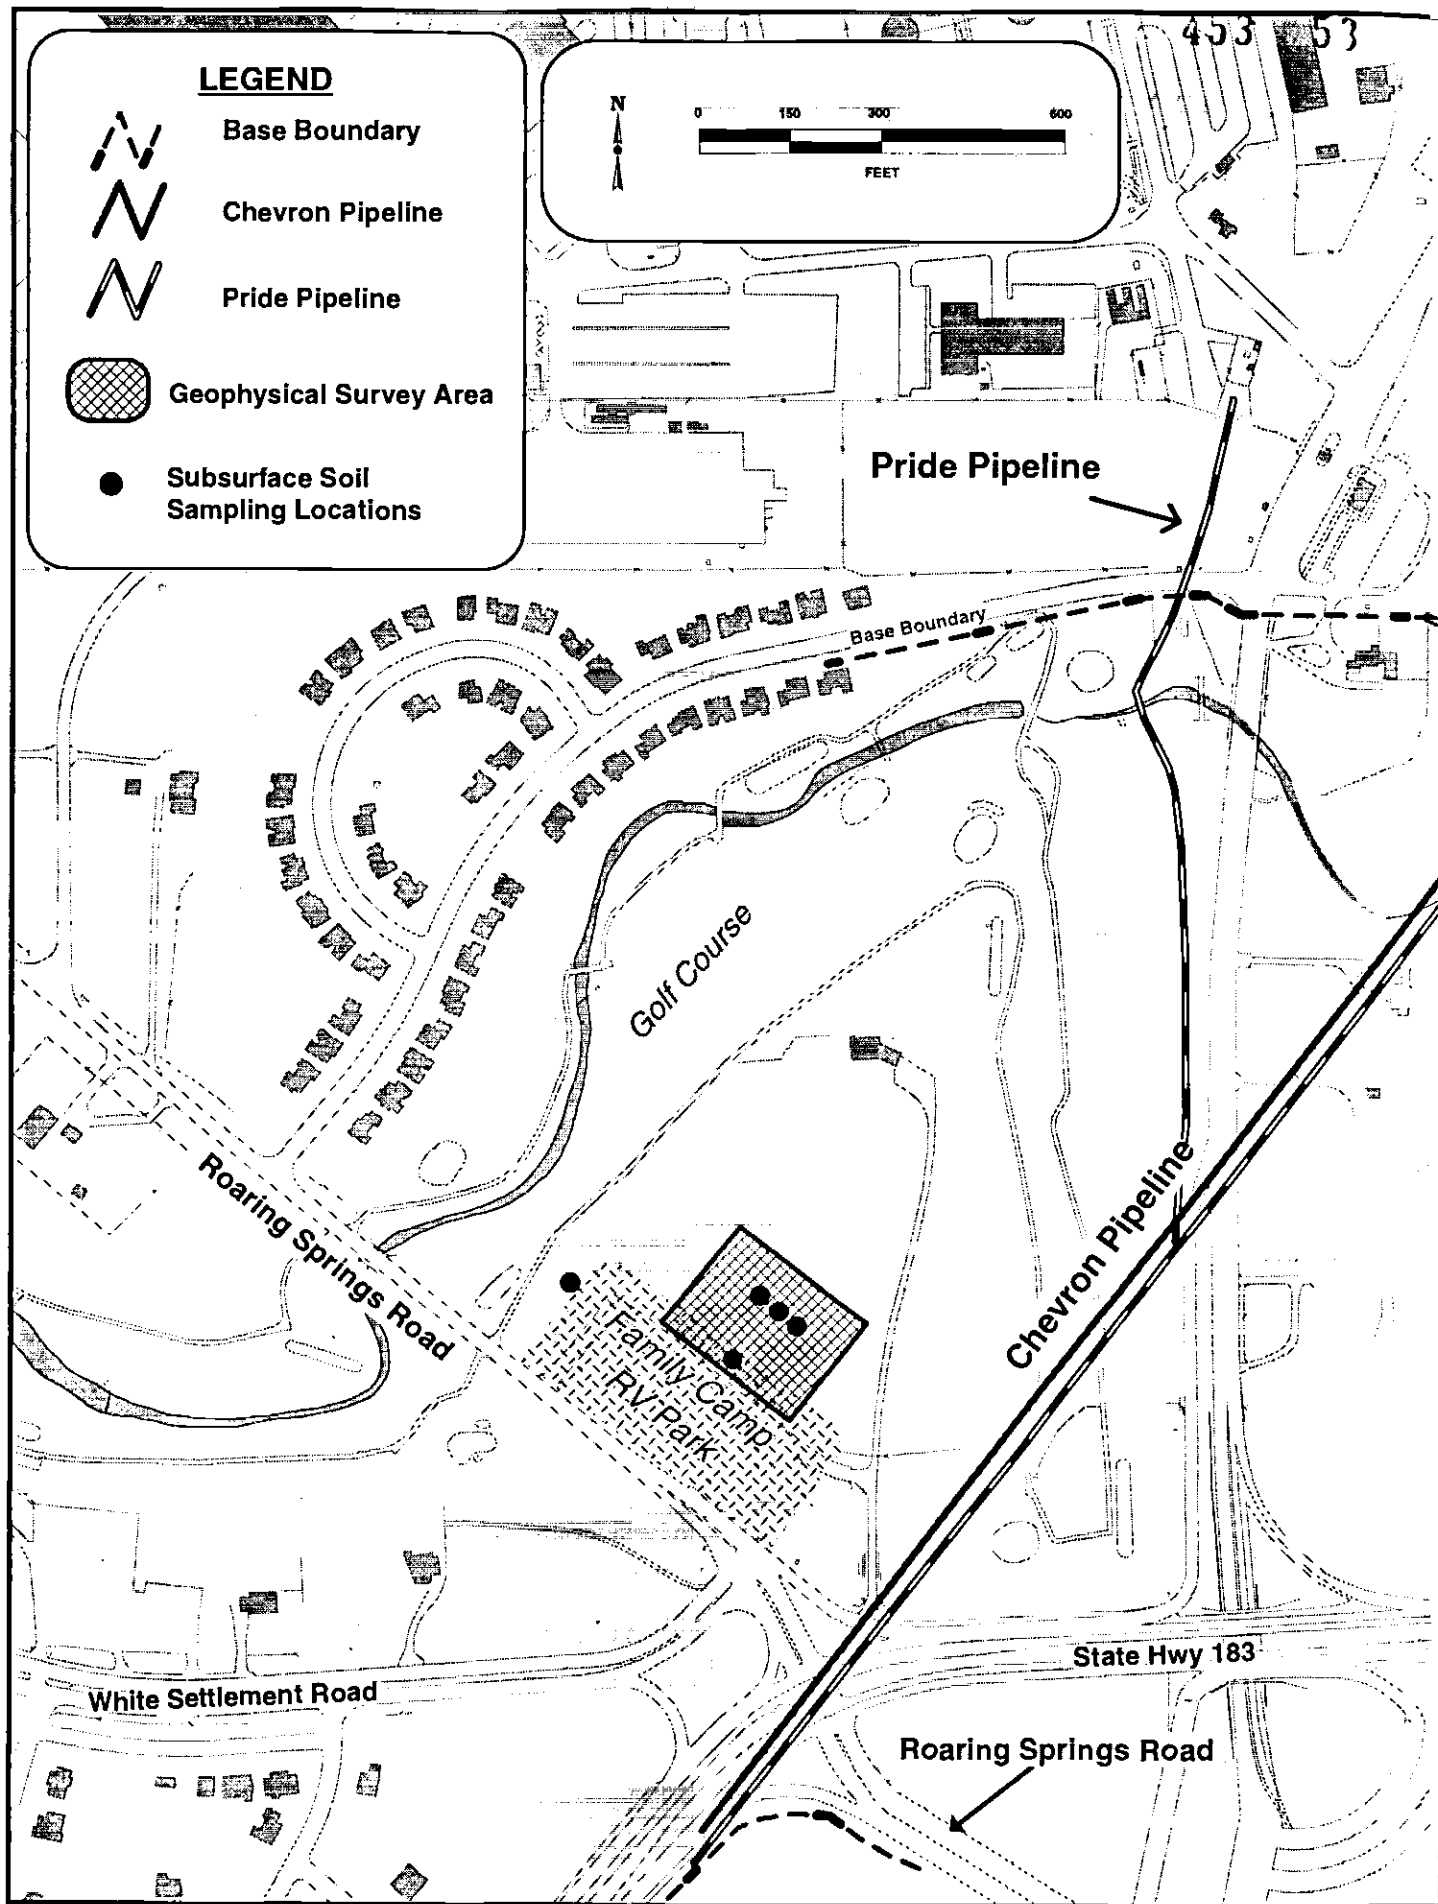 453 53
LEGEND
Base Boundary
Chevron Pipeline
Pride Pipeline
Geophysical Survey Area
Subsurface Soil
Sampling Locations
N
0 150 300 600
FEET
Pride Pipeline
Base Boundary
Golf Course
Roaring Springs Road
Chevron Pipeline
Family Camp
RV Park
State Hwy 183
White Settlement Road
Roaring Springs Road